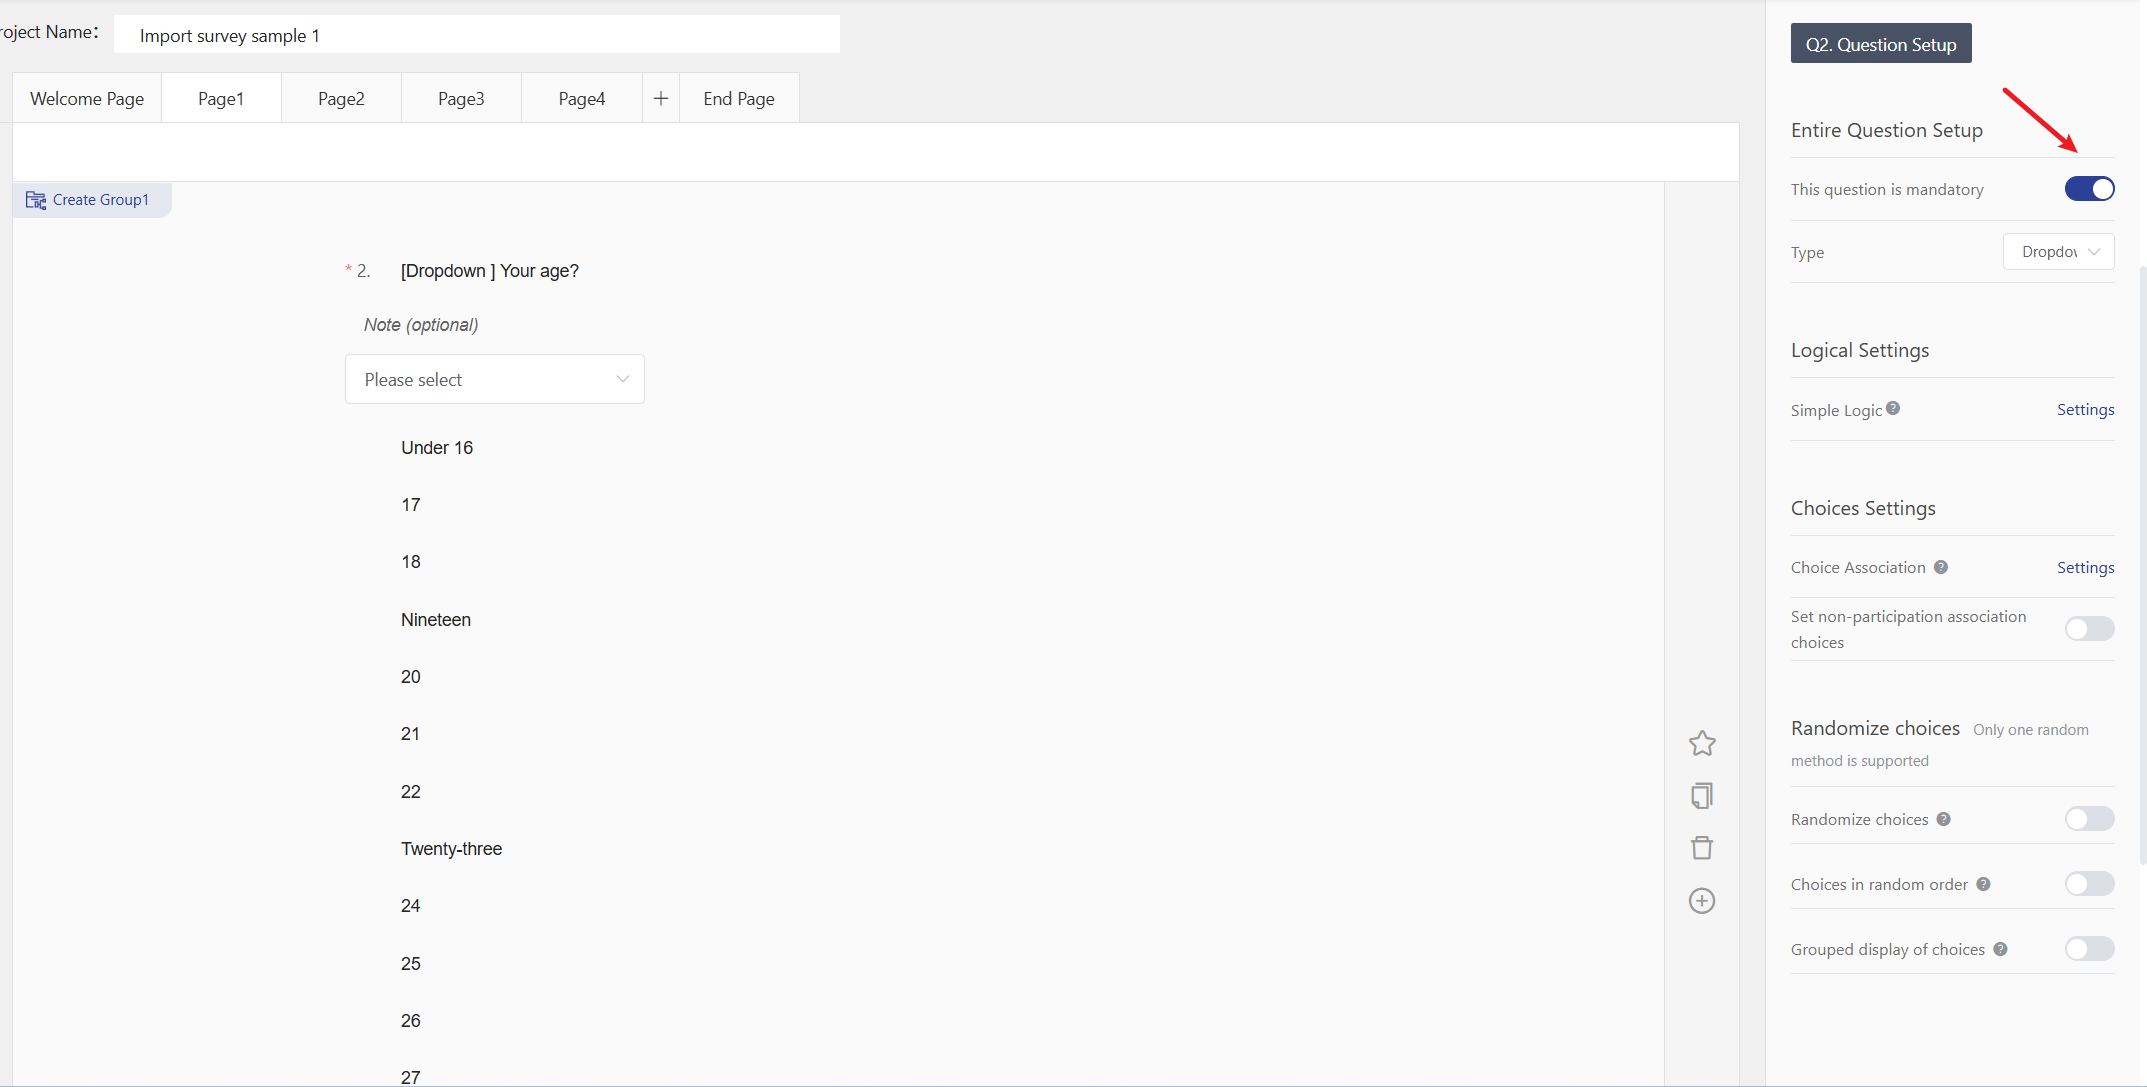 roject Name：
Import survey sample 1
Welcome Page
Page1
Page2
Page3
Page4
+
End Page
Create Group1
* 2. [Dropdown ] Your age?
Note (optional)
Please select
Under 16
17
18
Nineteen
20
21
22
Twenty-three
24
25
26
27
Q2. Question Setup
Entire Question Setup
This question is mandatory
Type
Dropdov
Logical Settings
Simple Logic ?
Settings
Choices Settings
Choice Association ?
Settings
Set non-participation association
choices
Randomize choices Only one random
method is supported
Randomize choices ?
Choices in random order ?
Grouped display of choices ?